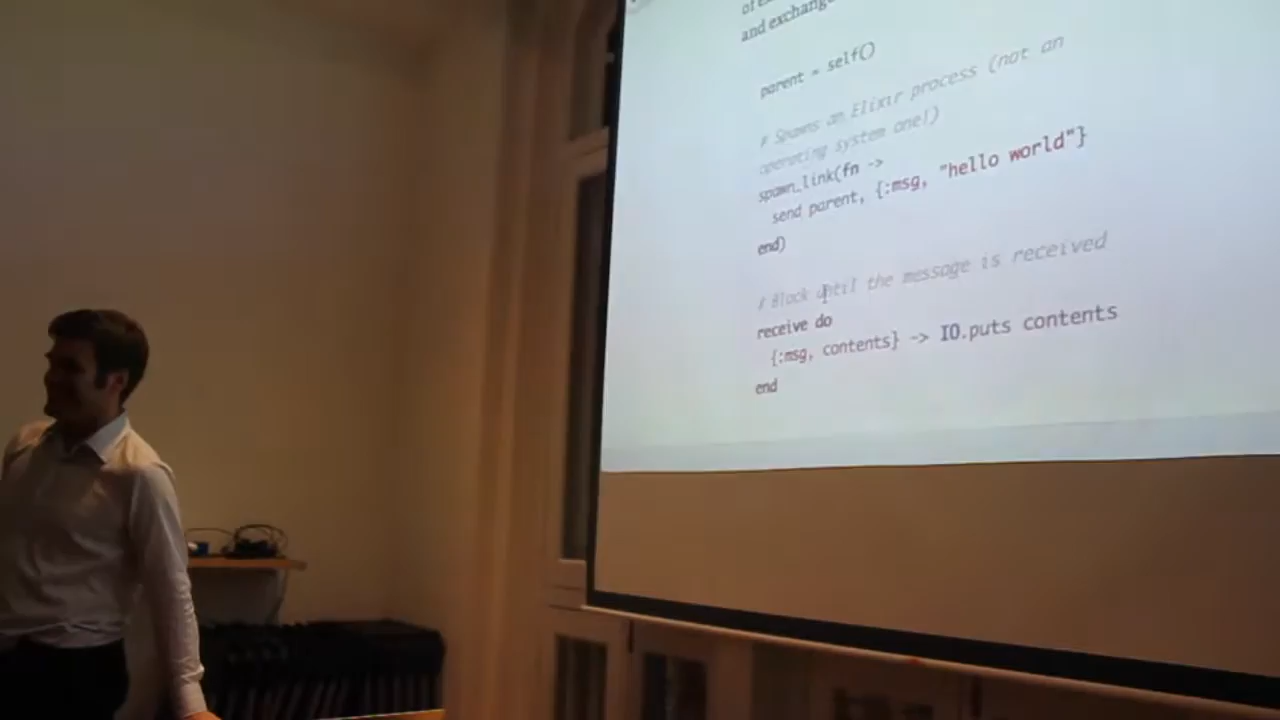 and exchange
parent = self()
# Spawns an Elixir process (not an
operating system one!)
spawn_link(fn ->
send parent, {:msg, "hello world"}
end)
# Block until the message is received
receive do
{:msg, contents} -> IO.puts contents
end